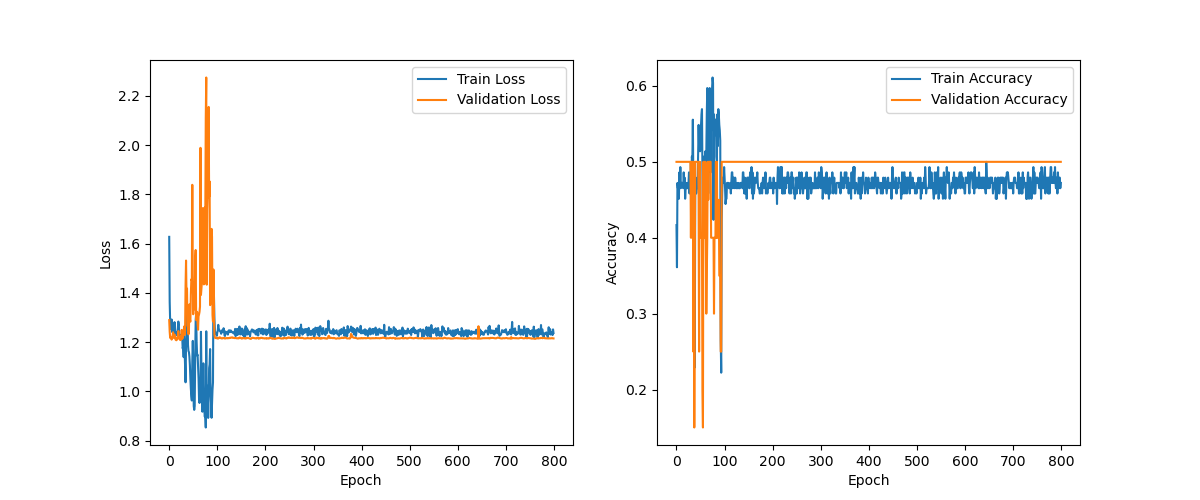 Train Loss
Validation Loss
2.2
2.0
1.8
1.6
1.4
1.2
1.0
0.8
Loss
0 100 200 300 400 500 600 700 800
Epoch
Train Accuracy
Validation Accuracy
0.6
0.5
0.4
0.3
0.2
Accuracy
0 100 200 300 400 500 600 700 800
Epoch